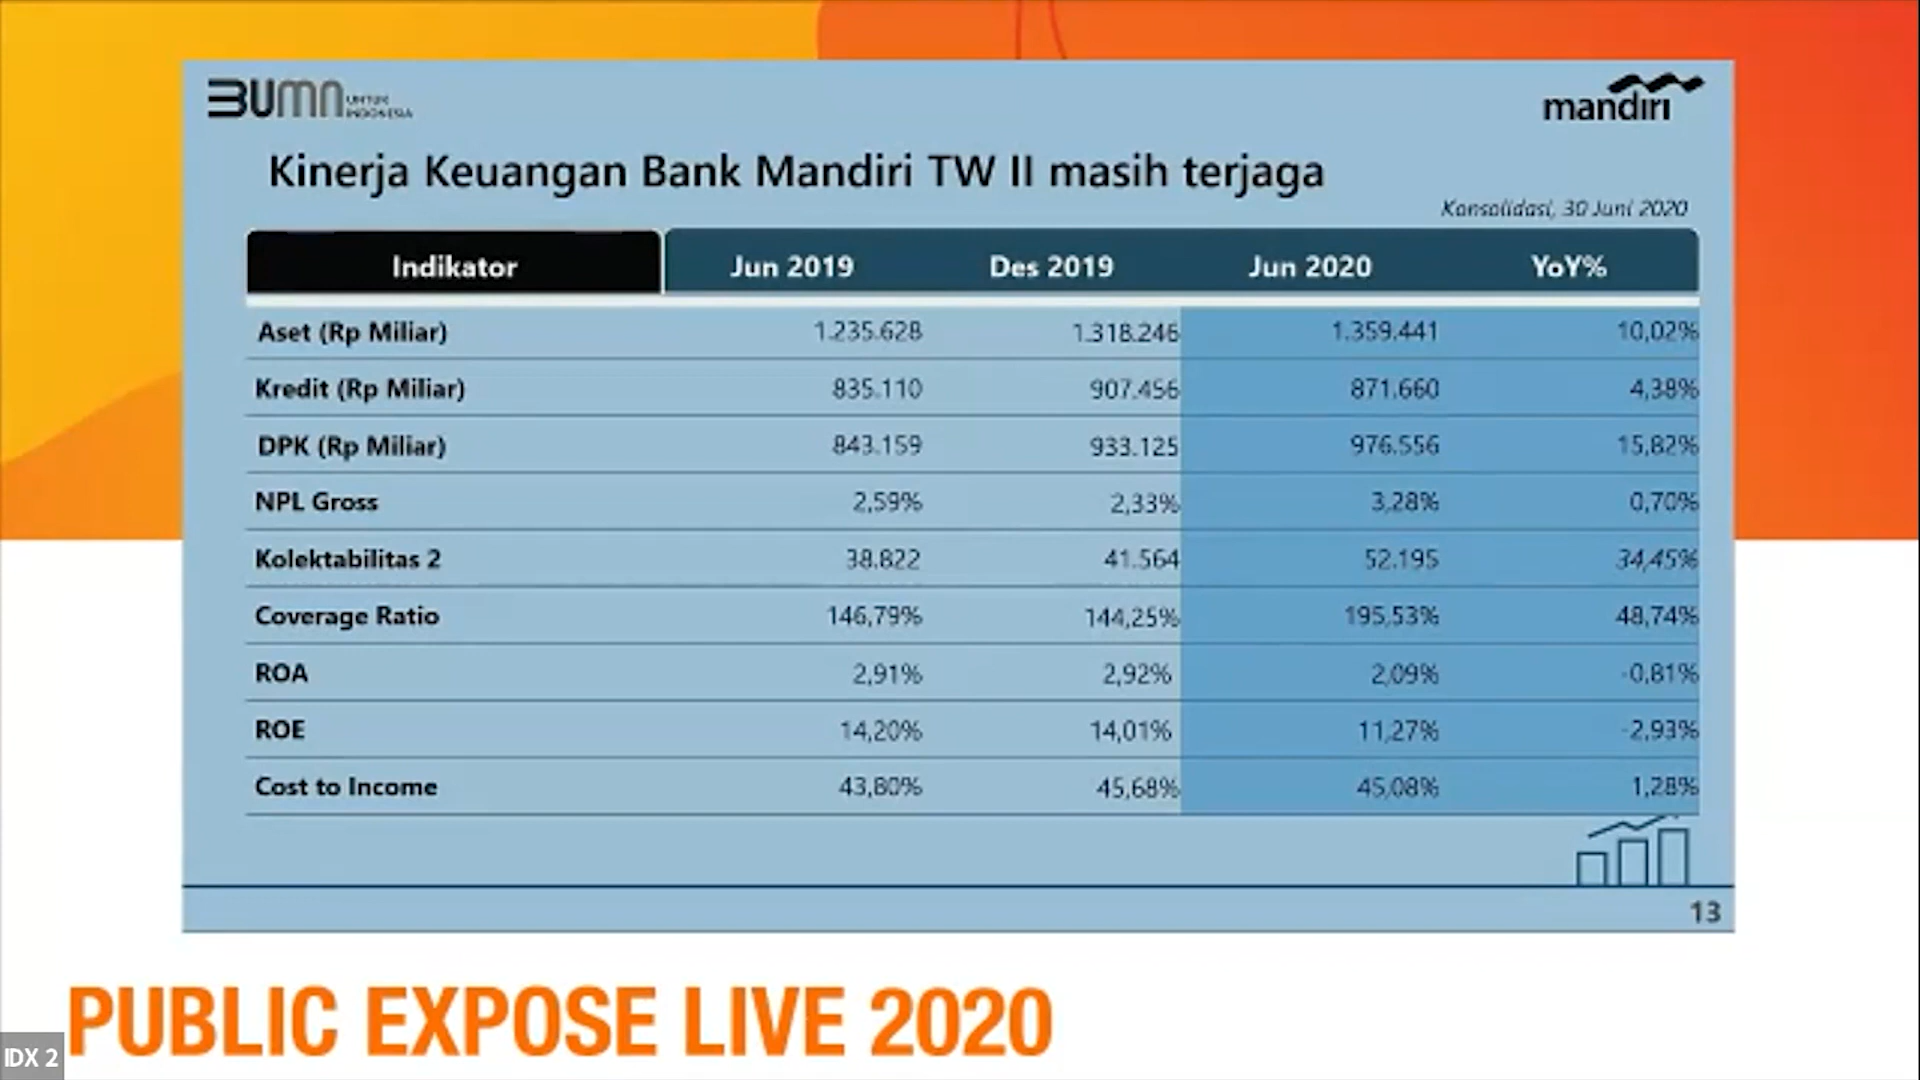 BUMN UNTUK INDONESIA
mandiri
Kinerja Keuangan Bank Mandiri TW II masih terjaga
Konsolidasi, 30 Juni 2020
Indikator Jun 2019 Des 2019 Jun 2020 YoY%
Aset (Rp Miliar) 1.235.628 1.318.246 1.359.441 10,02%
Kredit (Rp Miliar) 835.110 907.456 871.660 4,38%
DPK (Rp Miliar) 843.159 933.125 976.556 15,82%
NPL Gross 2,59% 2,33% 3,28% 0,70%
Kolektabilitas 2 38.822 41.564 52.195 34,45%
Coverage Ratio 146,79% 144,25% 195,53% 48,74%
ROA 2,91% 2,92% 2,09% -0,81%
ROE 14,20% 14,01% 11,27% -2,93%
Cost to Income 43,80% 45,68% 45,08% 1,28%
13
PUBLIC EXPOSE LIVE 2020
IDX 2